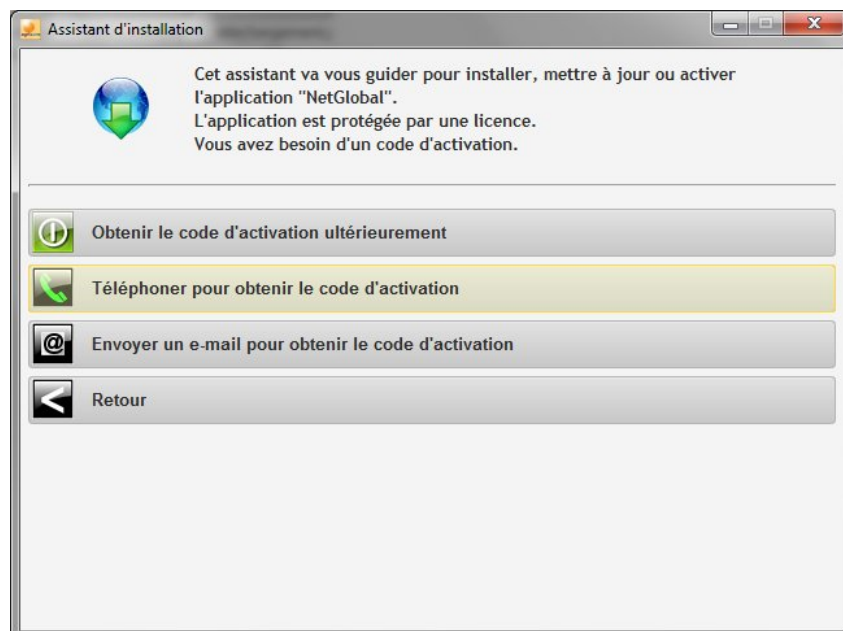 Assistant d'installation
Cet assistant va vous guider pour installer, mettre à jour ou activer
l'application "NetGlobal".
L'application est protégée par une licence.
Vous avez besoin d'un code d'activation.
Obtenir le code d'activation ultérieurement
Téléphoner pour obtenir le code d'activation
Envoyer un e-mail pour obtenir le code d'activation
Retour